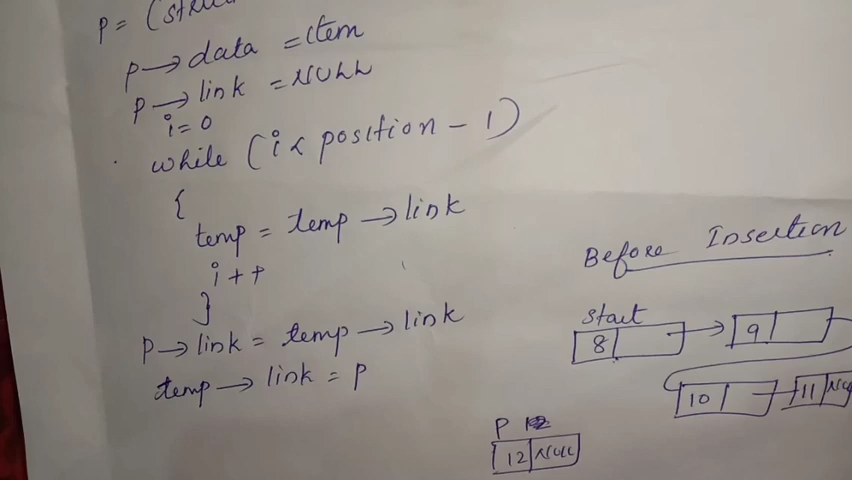 P = (struc
P → data = item
P → link = NULL
i = 0
while (i < position - 1)
{
temp = temp → link
i++
}
P → link = temp → link
temp → link = P
Before Insertion
start
8
9
10
11 NULL
P
12 NULL